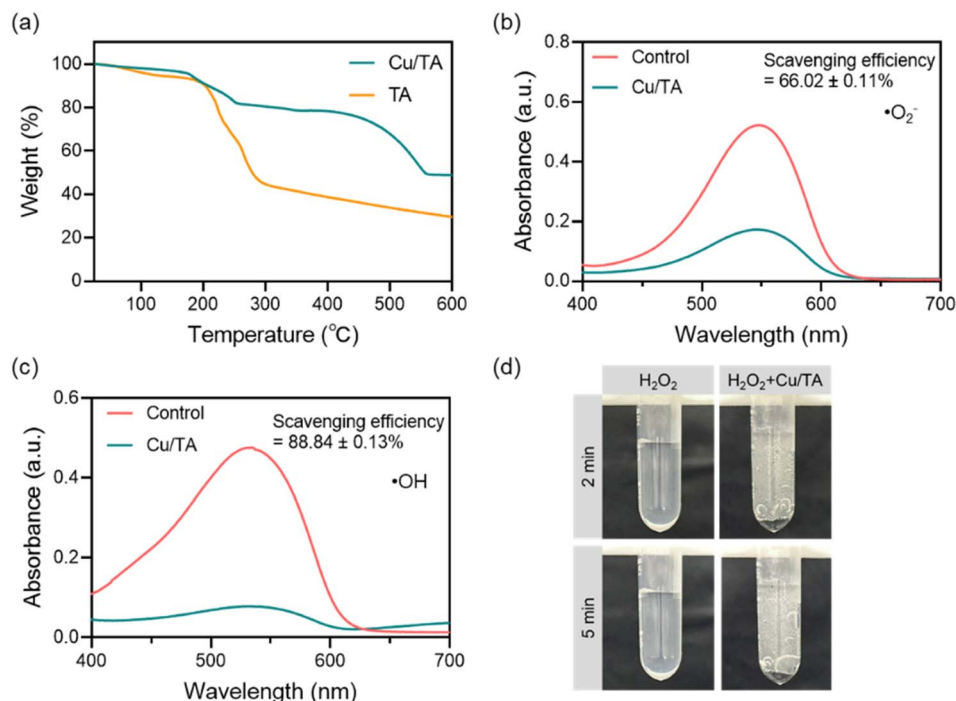 (a)
100
80
60
40
20
0
100
200
300
400
500
600
Weight (%)
Temperature (°C)
Cu/TA
TA
(b)
0.8
0.6
0.4
0.2
0.0
400
500
600
700
Absorbance (a.u.)
Wavelength (nm)
Control
Cu/TA
Scavenging efficiency
= 66.02 ± 0.11%
•O₂⁻
(c)
0.6
0.4
0.2
0.0
400
500
600
700
Absorbance (a.u.)
Wavelength (nm)
Control
Cu/TA
Scavenging efficiency
= 88.84 ± 0.13%
•OH
(d)
H₂O₂
H₂O₂+Cu/TA
2 min
5 min